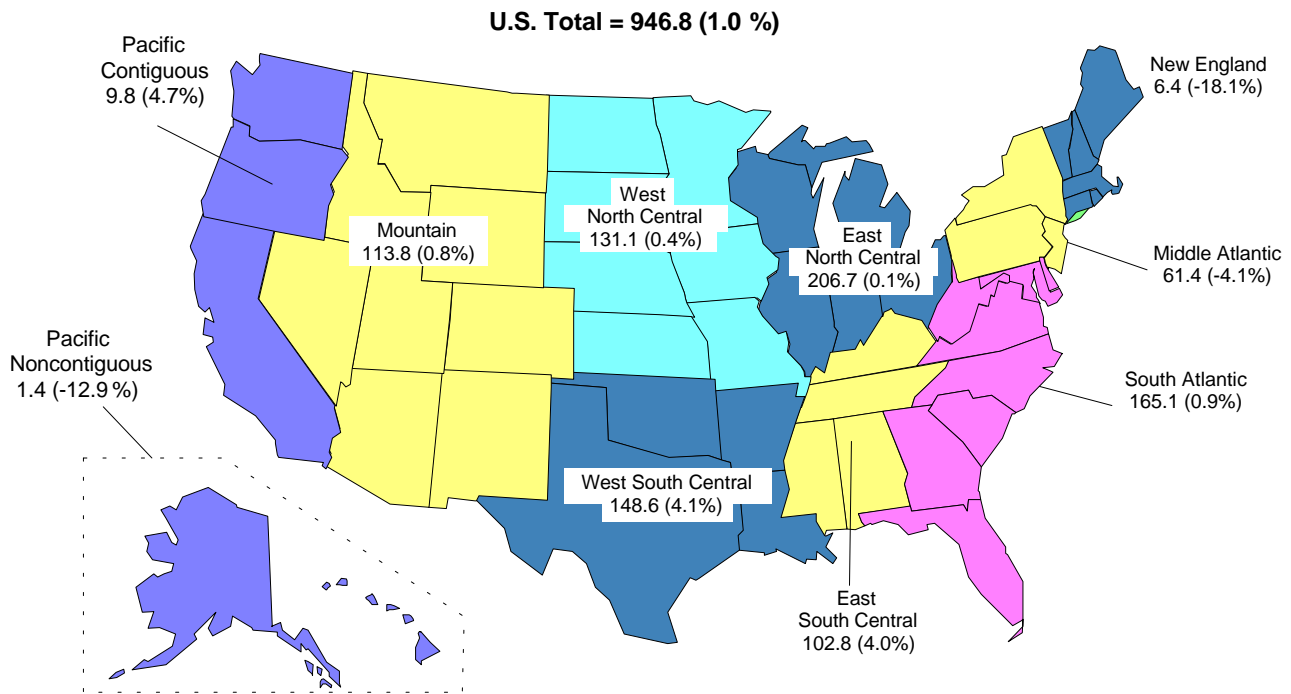 U.S. Total = 946.8 (1.0 %)
Pacific
Contiguous
9.8 (4.7%)
New England
6.4 (-18.1%)
West
North Central
131.1 (0.4%)
Mountain
113.8 (0.8%)
East
North Central
206.7 (0.1%)
Middle Atlantic
61.4 (-4.1%)
Pacific
Noncontiguous
1.4 (-12.9 %)
South Atlantic
165.1 (0.9%)
West South Central
148.6 (4.1%)
East
South Central
102.8 (4.0%)